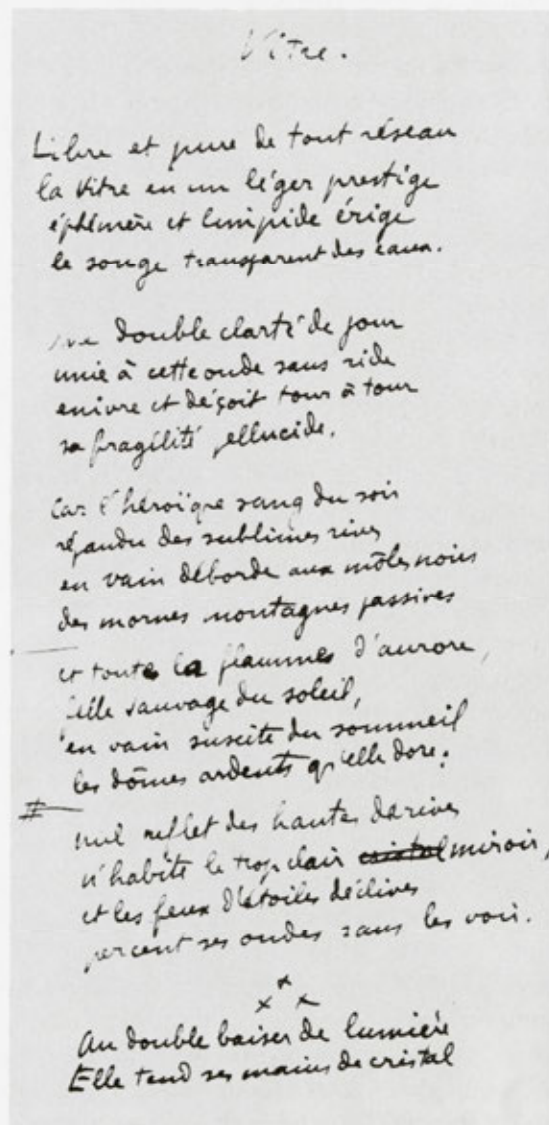 Vitre.
Libre et pure de tout réseau
la vitre en un léger prestige
éphémère et limpide érige
le songe transparent des eaux.
double clarté de jour
unie à cette onde sans ride
enivre et déçoit tour à tour
sa fragilité pellucide.
Car l'héroïque sang du soir
répandu des sublimes rives
en vain déborde aux môles noirs
des mornes montagnes passives
et toute la flammes d'aurore,
fille sauvage du soleil,
en vain suscite du sommeil
les dômes ardents qu'elle dore;
nul reflet des hautes dérives
n'habite le trop clair cristal miroir,
et les feux d'étoiles déclives
percent ses ondes sans les voir.
x x x
Au double baiser de lumière
Elle tend ses mains de cristal